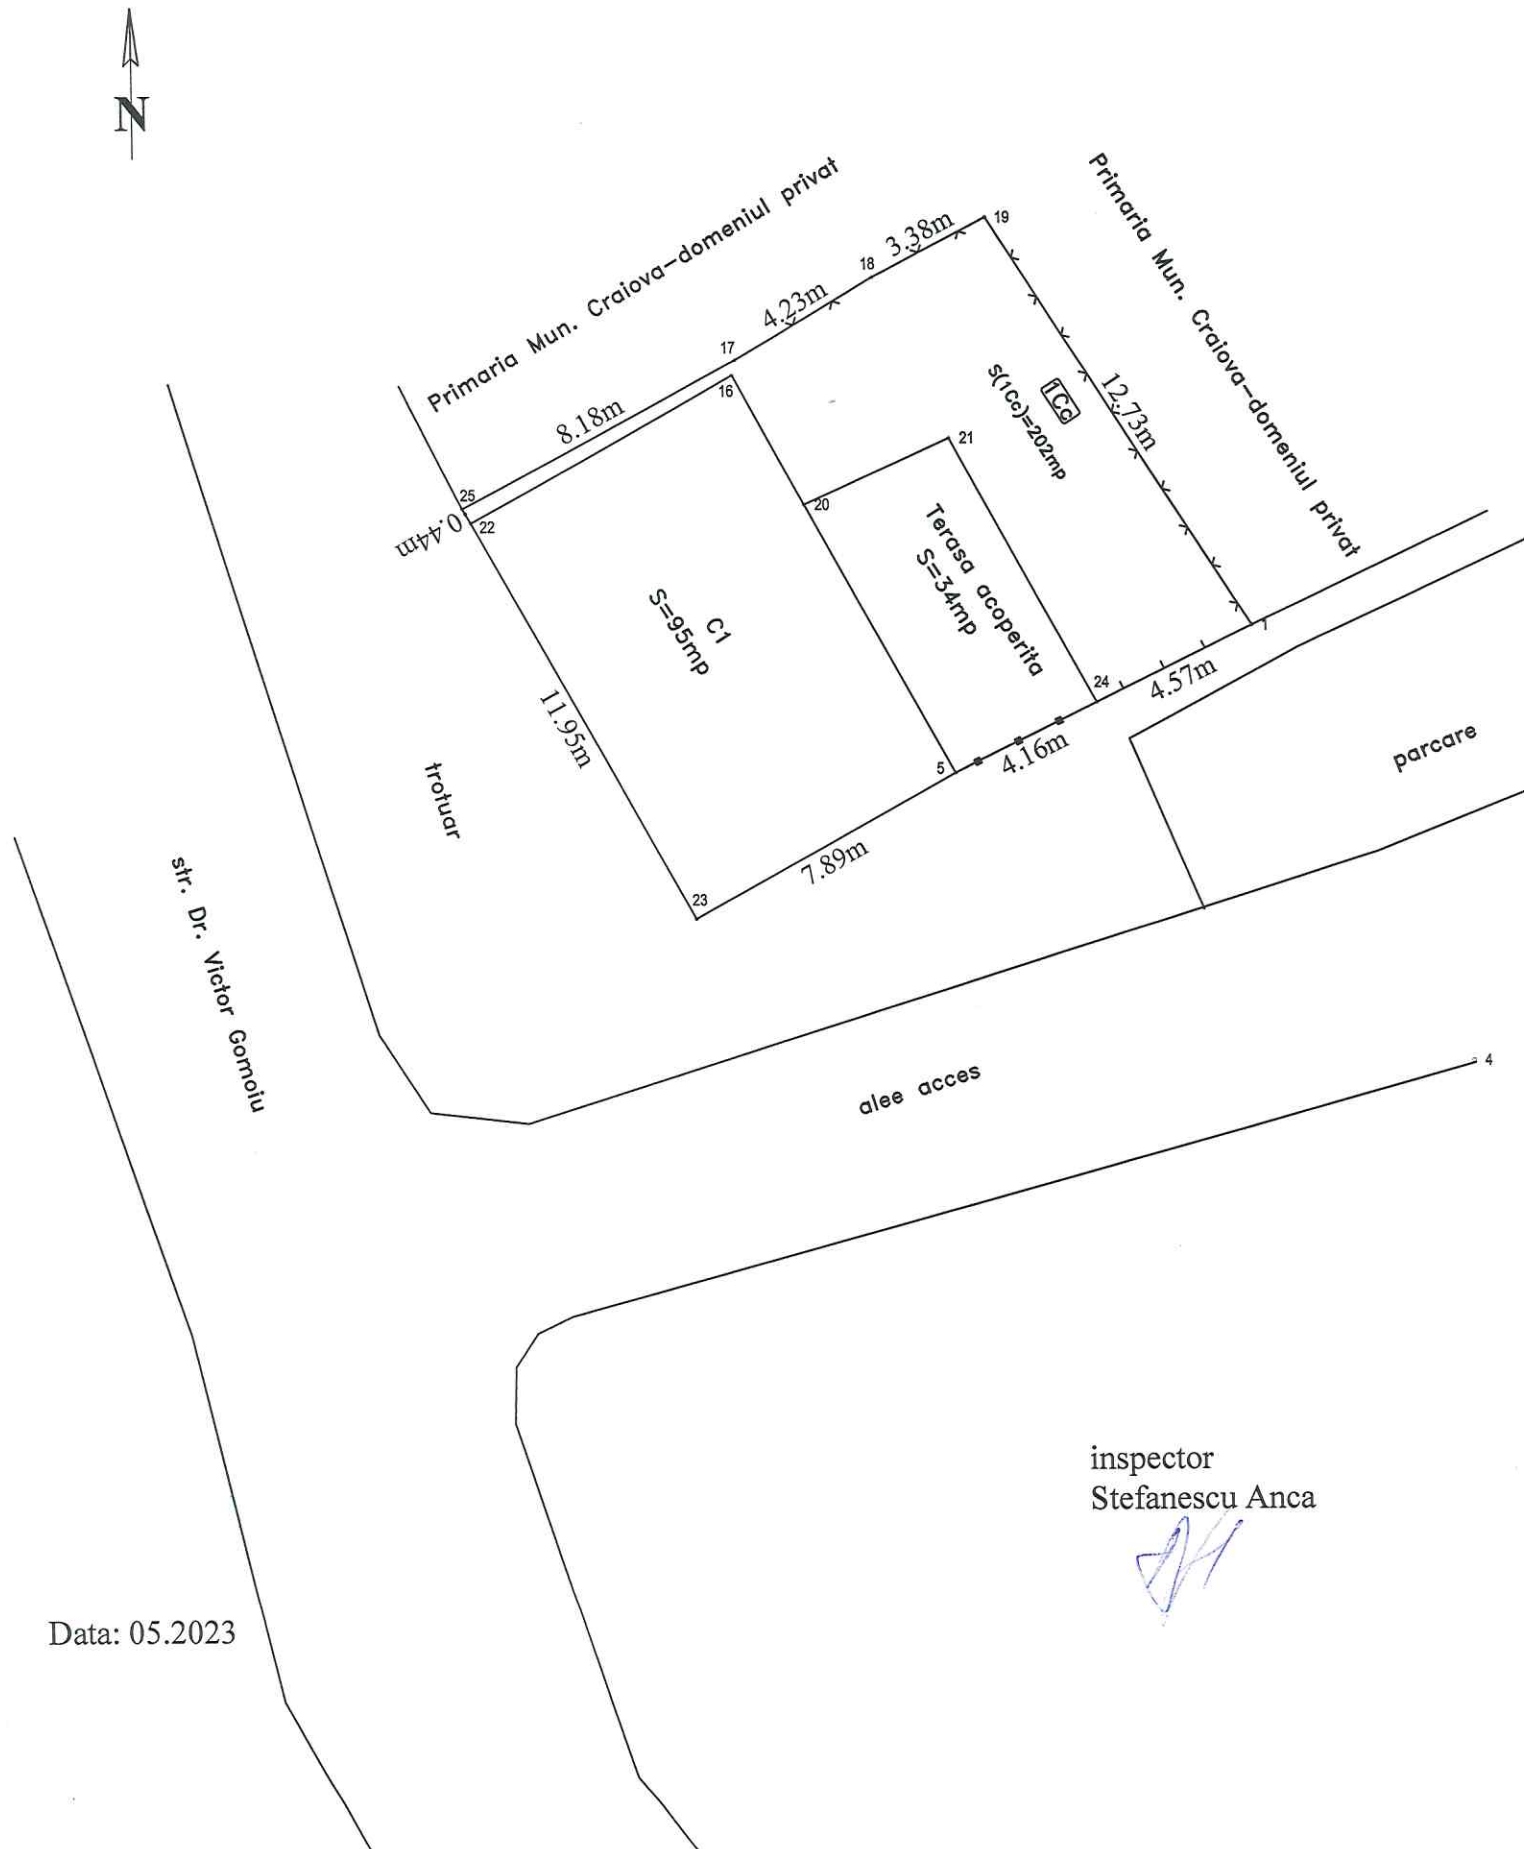 N
Primaria Mun. Craiova-domeniul privat
Primaria Mun. Craiova-domeniul privat
19
3.38m
18
4.23m
17
16
8.18m
25
22
0.44m
1Cc
S(1Cc)=202mp
12.73m
21
20
Terasa acoperita
S=34mp
C1
S=95mp
11.95m
1
24
4.57m
4.16m
5
7.89m
23
parcare
trotuar
str. Dr. Victor Gomoiu
alee acces
4
inspector
Stefanescu Anca
Data: 05.2023